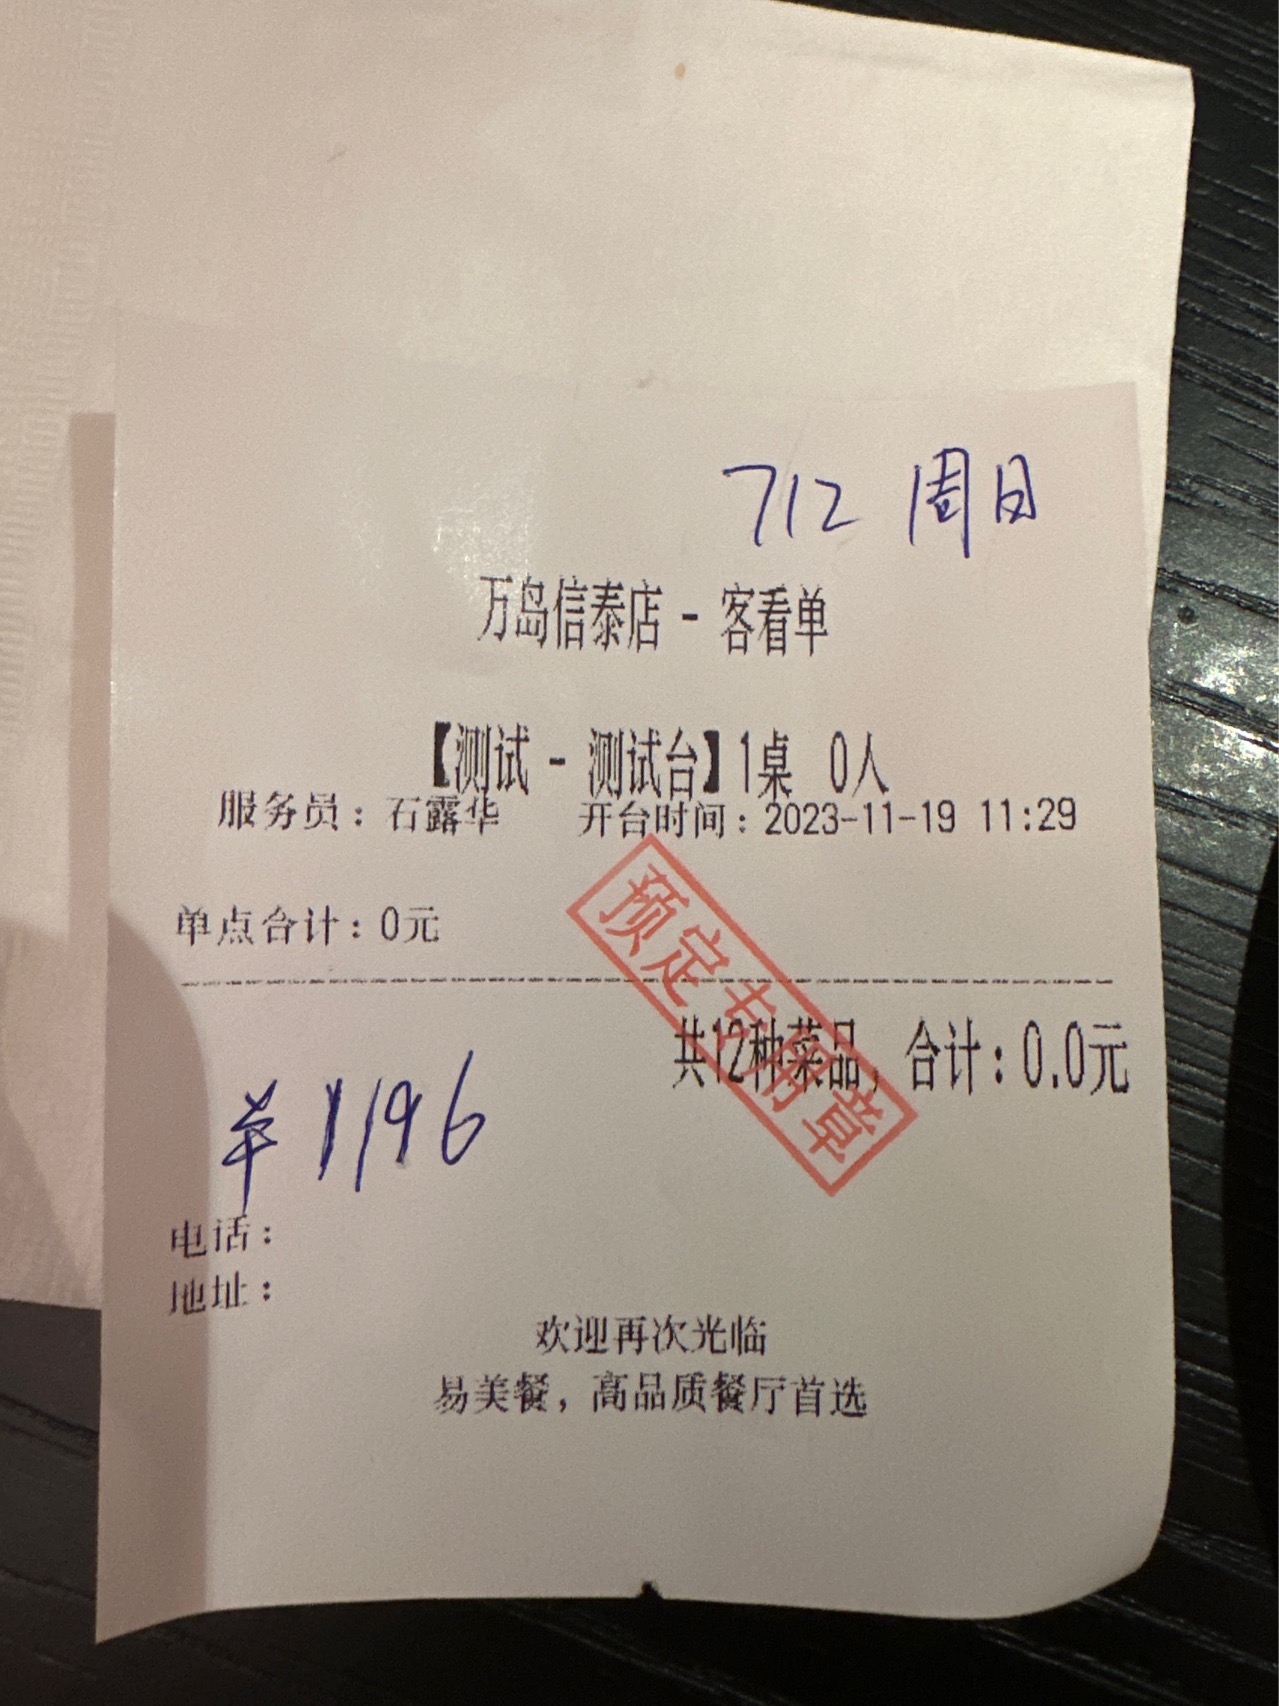 712 周日
万岛信泰店 - 客看单
【测试 - 测试台】1桌 0人
服务员：石露华 开台时间：2023-11-19 11:29
单点合计：0元
预定专用章
共12种菜品，合计：0.0元
单 ¥1196
电话：
地址：
欢迎再次光临
易美餐，高品质餐厅首选